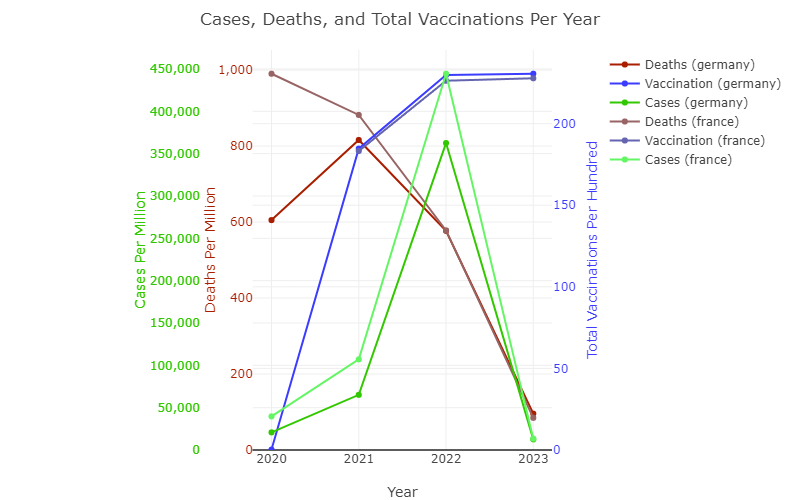 Cases, Deaths, and Total Vaccinations Per Year
450,000
400,000
350,000
300,000
250,000
200,000
150,000
100,000
50,000
0
Cases Per Million
1,000
800
600
400
200
0
Deaths Per Million
200
150
100
50
0
Total Vaccinations Per Hundred
2020
2021
2022
2023
Year
Deaths (germany)
Vaccination (germany)
Cases (germany)
Deaths (france)
Vaccination (france)
Cases (france)